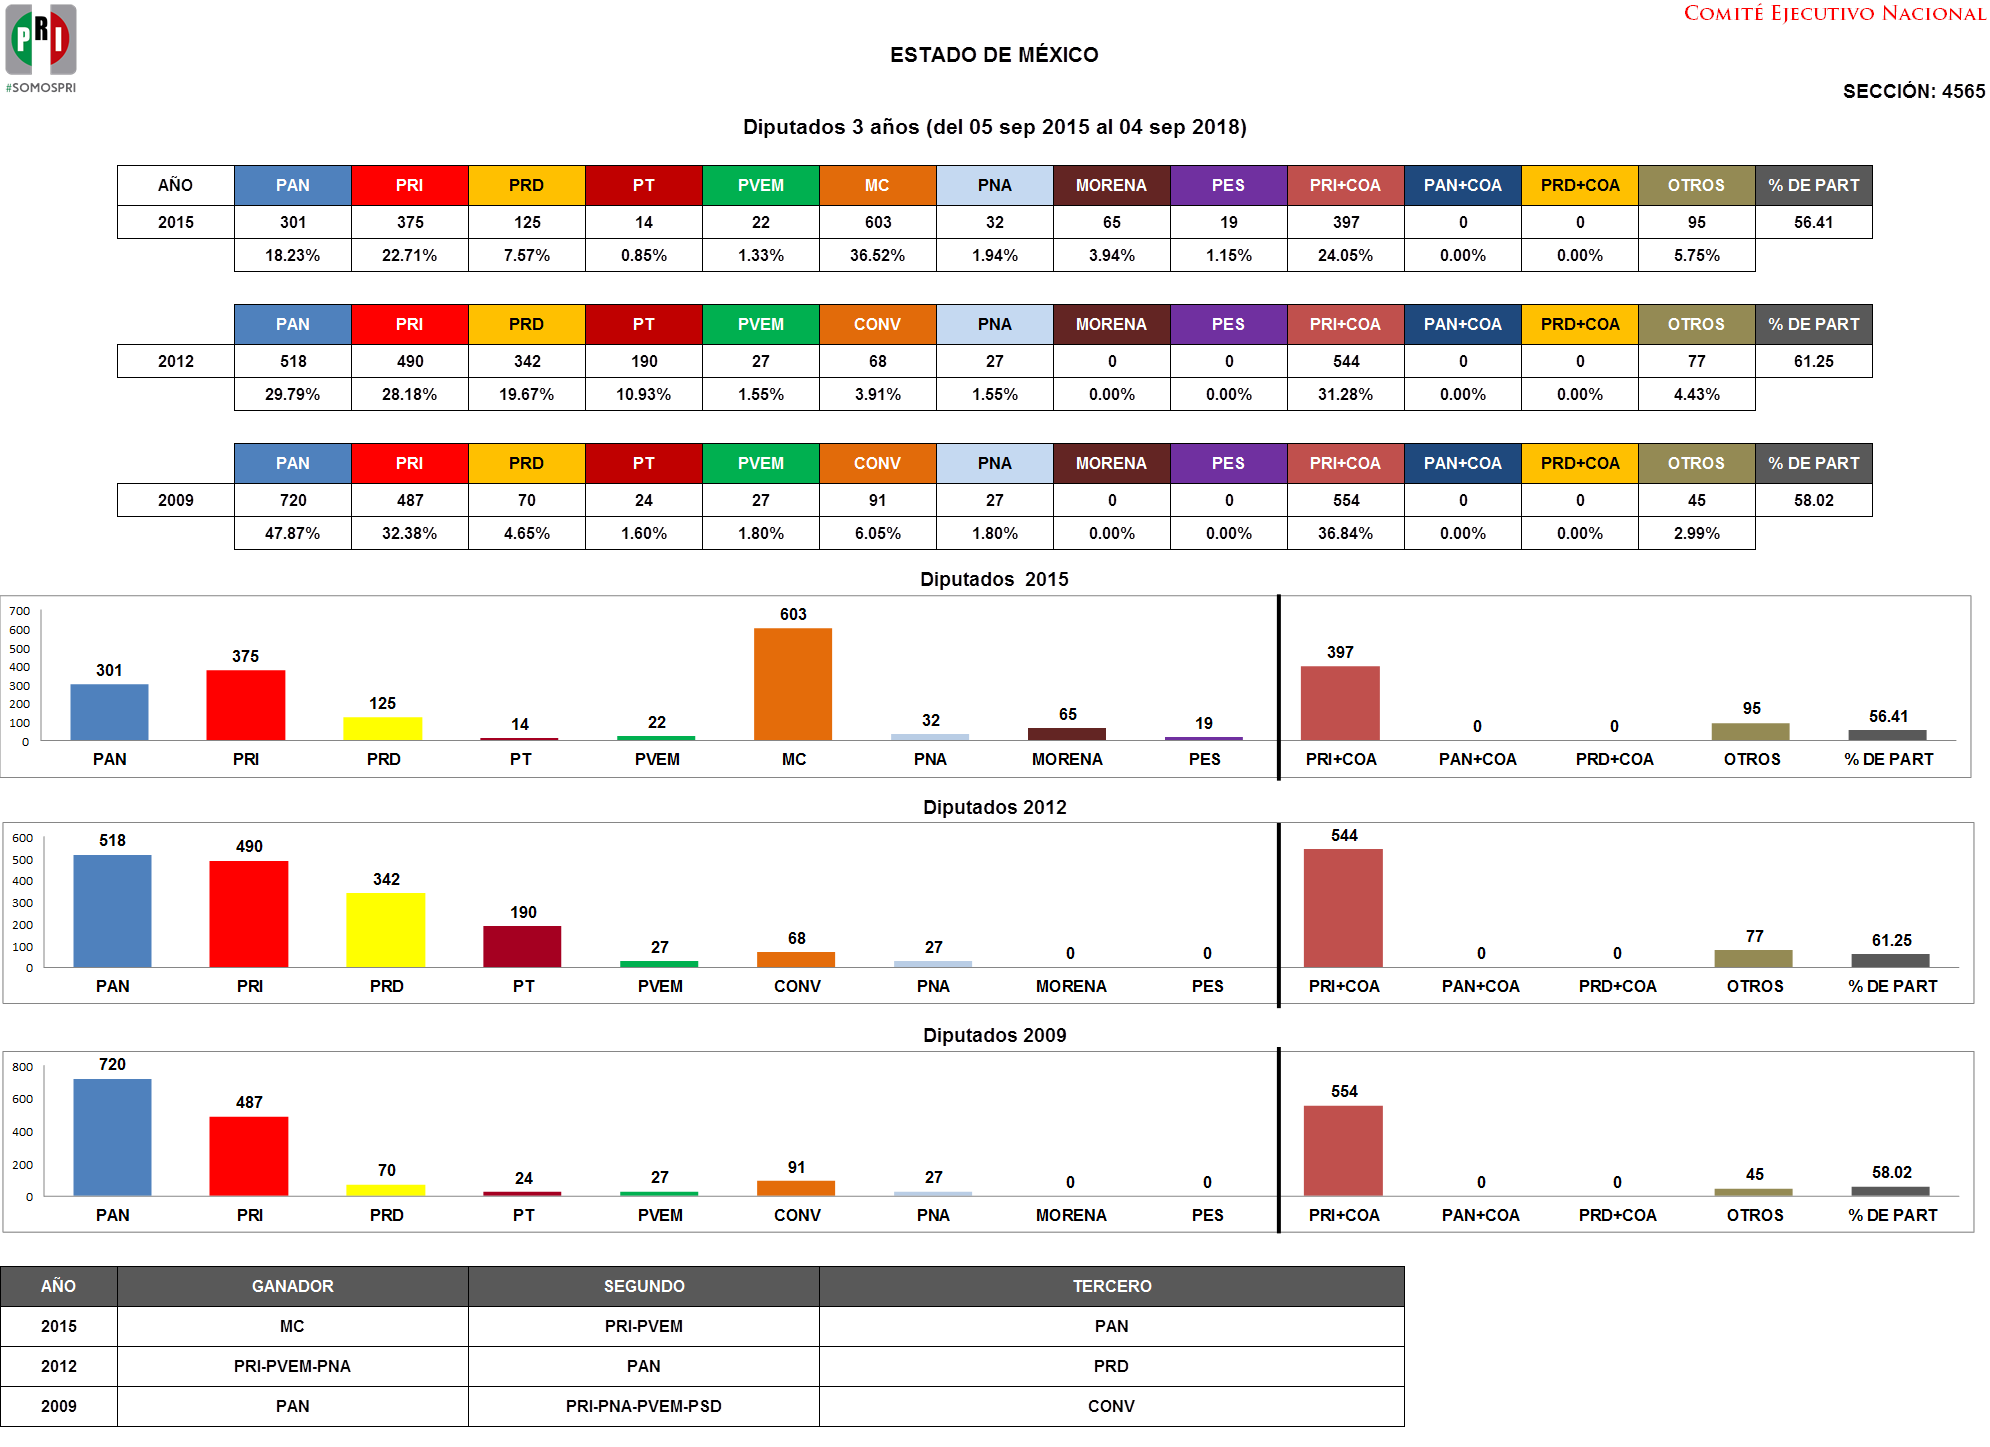 PRI
#SOMOSPRI
COMITÉ EJECUTIVO NACIONAL
ESTADO DE MÉXICO
SECCIÓN: 4565
Diputados 3 años (del 05 sep 2015 al 04 sep 2018)
AÑO PAN PRI PRD PT PVEM MC PNA MORENA PES PRI+COA PAN+COA PRD+COA OTROS % DE PART
2015 301 375 125 14 22 603 32 65 19 397 0 0 95 56.41
18.23% 22.71% 7.57% 0.85% 1.33% 36.52% 1.94% 3.94% 1.15% 24.05% 0.00% 0.00% 5.75%
PAN PRI PRD PT PVEM CONV PNA MORENA PES PRI+COA PAN+COA PRD+COA OTROS % DE PART
2012 518 490 342 190 27 68 27 0 0 544 0 0 77 61.25
29.79% 28.18% 19.67% 10.93% 1.55% 3.91% 1.55% 0.00% 0.00% 31.28% 0.00% 0.00% 4.43%
PAN PRI PRD PT PVEM CONV PNA MORENA PES PRI+COA PAN+COA PRD+COA OTROS % DE PART
2009 720 487 70 24 27 91 27 0 0 554 0 0 45 58.02
47.87% 32.38% 4.65% 1.60% 1.80% 6.05% 1.80% 0.00% 0.00% 36.84% 0.00% 0.00% 2.99%
Diputados 2015
700
600
500
400
300
200
100
0
301 375 125 14 22 603 32 65 19 397 0 0 95 56.41
PAN PRI PRD PT PVEM MC PNA MORENA PES PRI+COA PAN+COA PRD+COA OTROS % DE PART
Diputados 2012
600
500
400
300
200
100
0
518 490 342 190 27 68 27 0 0 544 0 0 77 61.25
PAN PRI PRD PT PVEM CONV PNA MORENA PES PRI+COA PAN+COA PRD+COA OTROS % DE PART
Diputados 2009
800
600
400
200
0
720 487 70 24 27 91 27 0 0 554 0 0 45 58.02
PAN PRI PRD PT PVEM CONV PNA MORENA PES PRI+COA PAN+COA PRD+COA OTROS % DE PART
AÑO GANADOR SEGUNDO TERCERO
2015 MC PRI-PVEM PAN
2012 PRI-PVEM-PNA PAN PRD
2009 PAN PRI-PNA-PVEM-PSD CONV